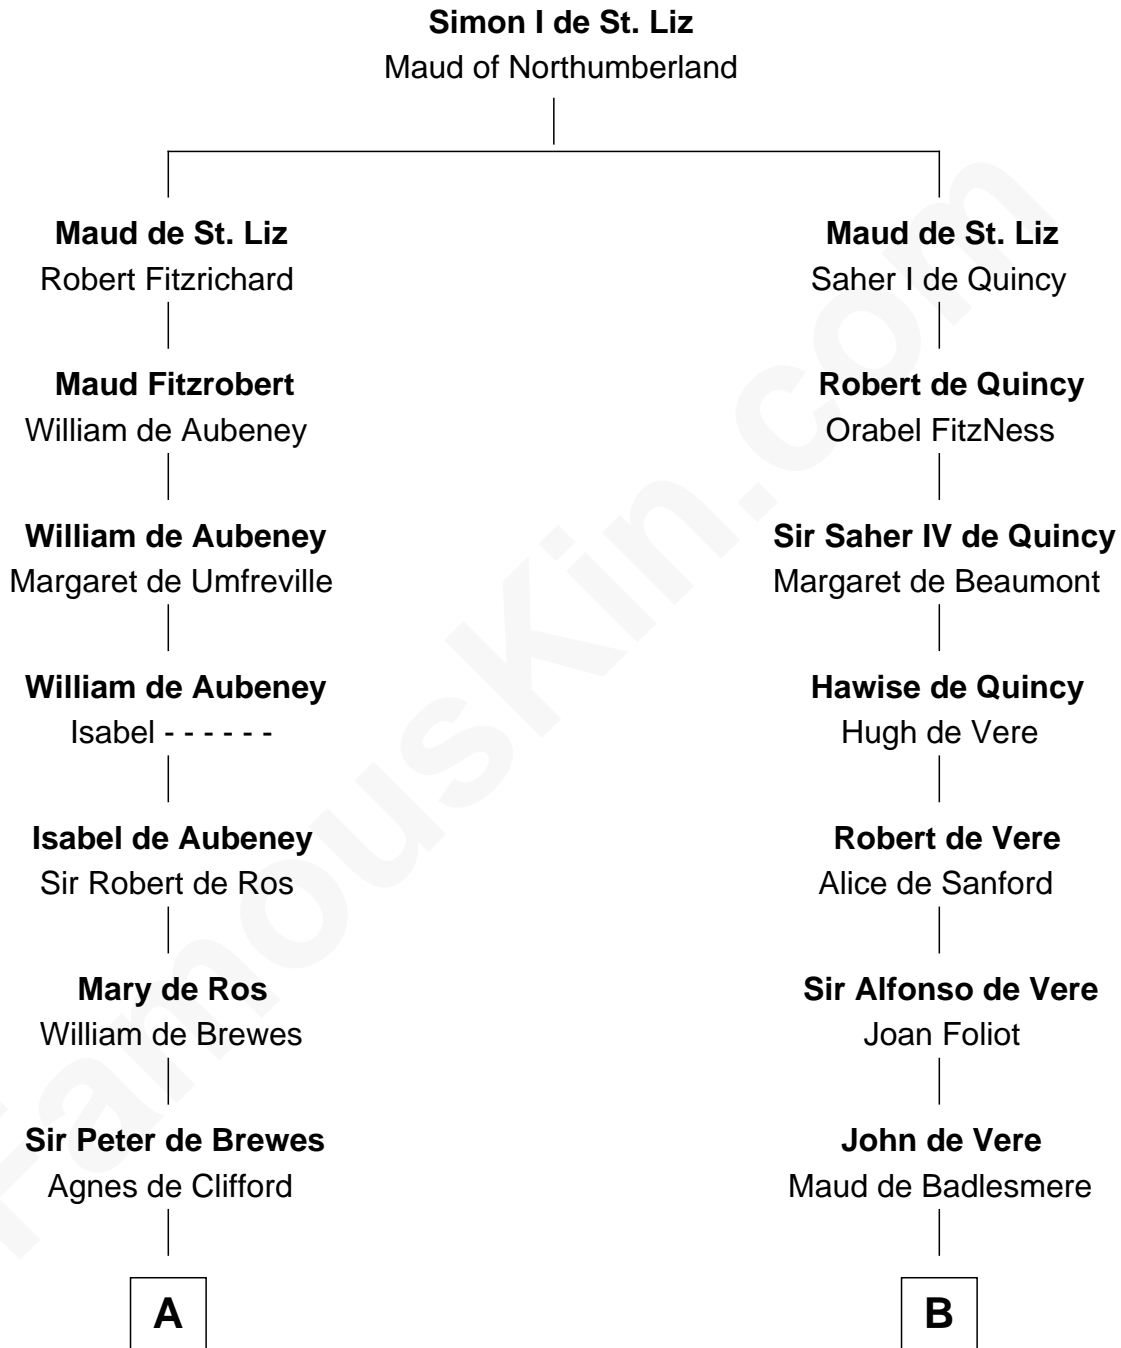 Simon I de St. Liz
Maud of Northumberland
Maud de St. Liz
Robert Fitzrichard
Maud Fitzrobert
William de Aubeney
William de Aubeney
Margaret de Umfreville
William de Aubeney
Isabel - - - - - -
Isabel de Aubeney
Sir Robert de Ros
Mary de Ros
William de Brewes
Sir Peter de Brewes
Agnes de Clifford
A
Maud de St. Liz
Saher I de Quincy
Robert de Quincy
Orabel FitzNess
Sir Saher IV de Quincy
Margaret de Beaumont
Hawise de Quincy
Hugh de Vere
Robert de Vere
Alice de Sanford
Sir Alfonso de Vere
Joan Foliot
John de Vere
Maud de Badlesmere
B
FamousKin.com